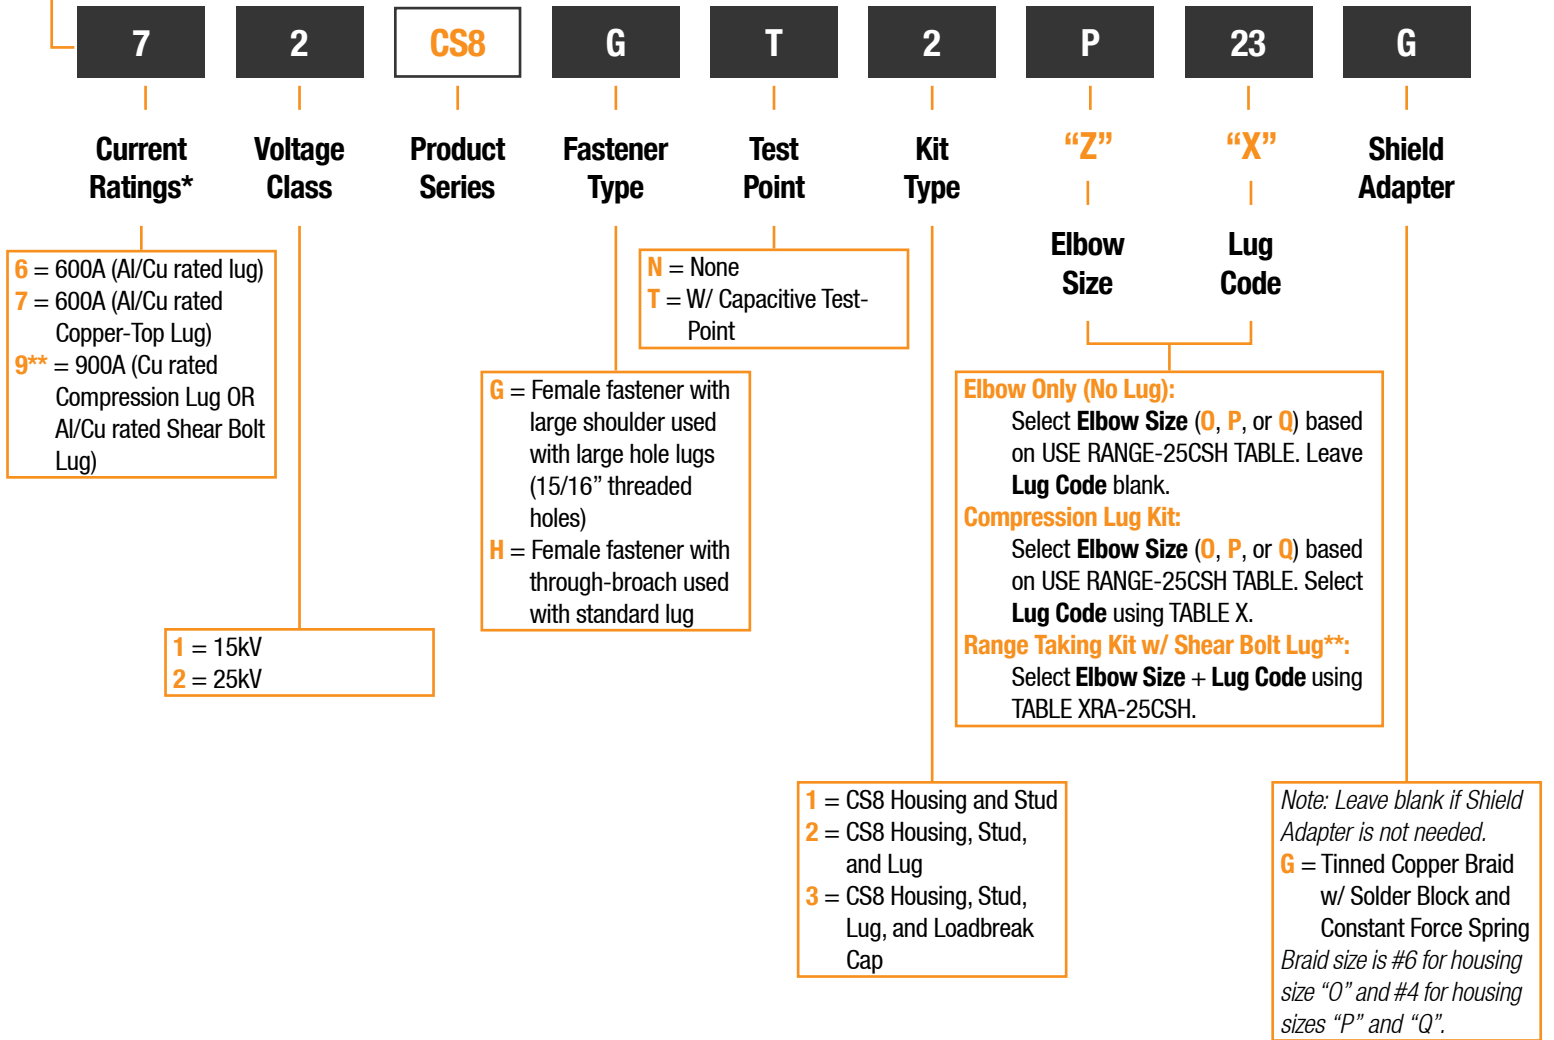 7 2 CS8 G T 2 P 23 G
Current Ratings*
Voltage Class
Product Series
Fastener Type
Test Point
Kit Type
“Z”
Elbow Size
“X”
Lug Code
Shield Adapter
6 = 600A (Al/Cu rated lug)
7 = 600A (Al/Cu rated
Copper-Top Lug)
9** = 900A (Cu rated
Compression Lug OR
Al/Cu rated Shear Bolt
Lug)
1 = 15kV
2 = 25kV
G = Female fastener with
large shoulder used
with large hole lugs
(15/16” threaded
holes)
H = Female fastener with
through-broach used
with standard lug
N = None
T = W/ Capacitive Test-
Point
1 = CS8 Housing and Stud
2 = CS8 Housing, Stud,
and Lug
3 = CS8 Housing, Stud,
Lug, and Loadbreak
Cap
Elbow Only (No Lug):
Select Elbow Size (O, P, or Q) based
on USE RANGE-25CSH TABLE. Leave
Lug Code blank.
Compression Lug Kit:
Select Elbow Size (O, P, or Q) based
on USE RANGE-25CSH TABLE. Select
Lug Code using TABLE X.
Range Taking Kit w/ Shear Bolt Lug**:
Select Elbow Size + Lug Code using
TABLE XRA-25CSH.
Note: Leave blank if Shield
Adapter is not needed.
G = Tinned Copper Braid
w/ Solder Block and
Constant Force Spring
Braid size is #6 for housing
size “O” and #4 for housing
sizes “P” and “Q”.